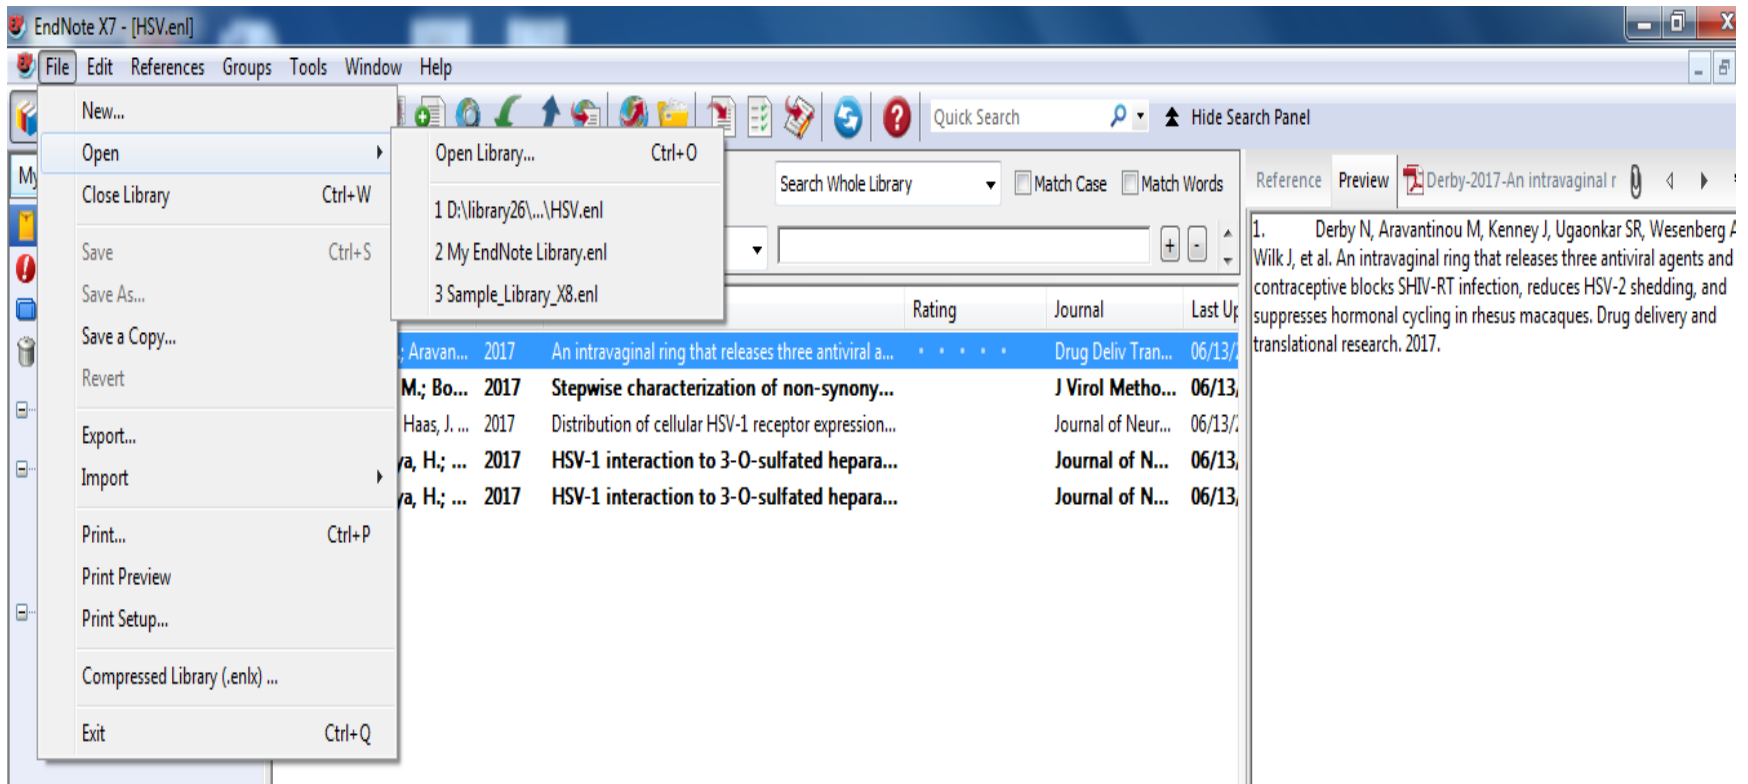 EndNote X7 - [HSV.enl]
File Edit References Groups Tools Window Help
Quick Search Hide Search Panel
My
New...
Open
Close Library Ctrl+W
Save Ctrl+S
Save As...
Save a Copy...
Revert
Export...
Import
Print... Ctrl+P
Print Preview
Print Setup...
Compressed Library (.enlx) ...
Exit Ctrl+Q
Open Library... Ctrl+O
1 D:\library26\...\HSV.enl
2 My EndNote Library.enl
3 Sample_Library_X8.enl
Search Whole Library Match Case Match Words
+ -
Rating Journal Last Up
; Aravan... 2017 An intravaginal ring that releases three antiviral a... Drug Deliv Tran... 06/13/2
M.; Bo... 2017 Stepwise characterization of non-synony... J Virol Metho... 06/13,
Haas, J. ... 2017 Distribution of cellular HSV-1 receptor expression... Journal of Neur... 06/13/2
ya, H.; ... 2017 HSV-1 interaction to 3-O-sulfated hepara... Journal of N... 06/13,
ya, H.; ... 2017 HSV-1 interaction to 3-O-sulfated hepara... Journal of N... 06/13,
Reference Preview Derby-2017-An intravaginal r
1. Derby N, Aravantinou M, Kenney J, Ugaonkar SR, Wesenberg A
Wilk J, et al. An intravaginal ring that releases three antiviral agents and
contraceptive blocks SHIV-RT infection, reduces HSV-2 shedding, and
suppresses hormonal cycling in rhesus macaques. Drug delivery and
translational research. 2017.